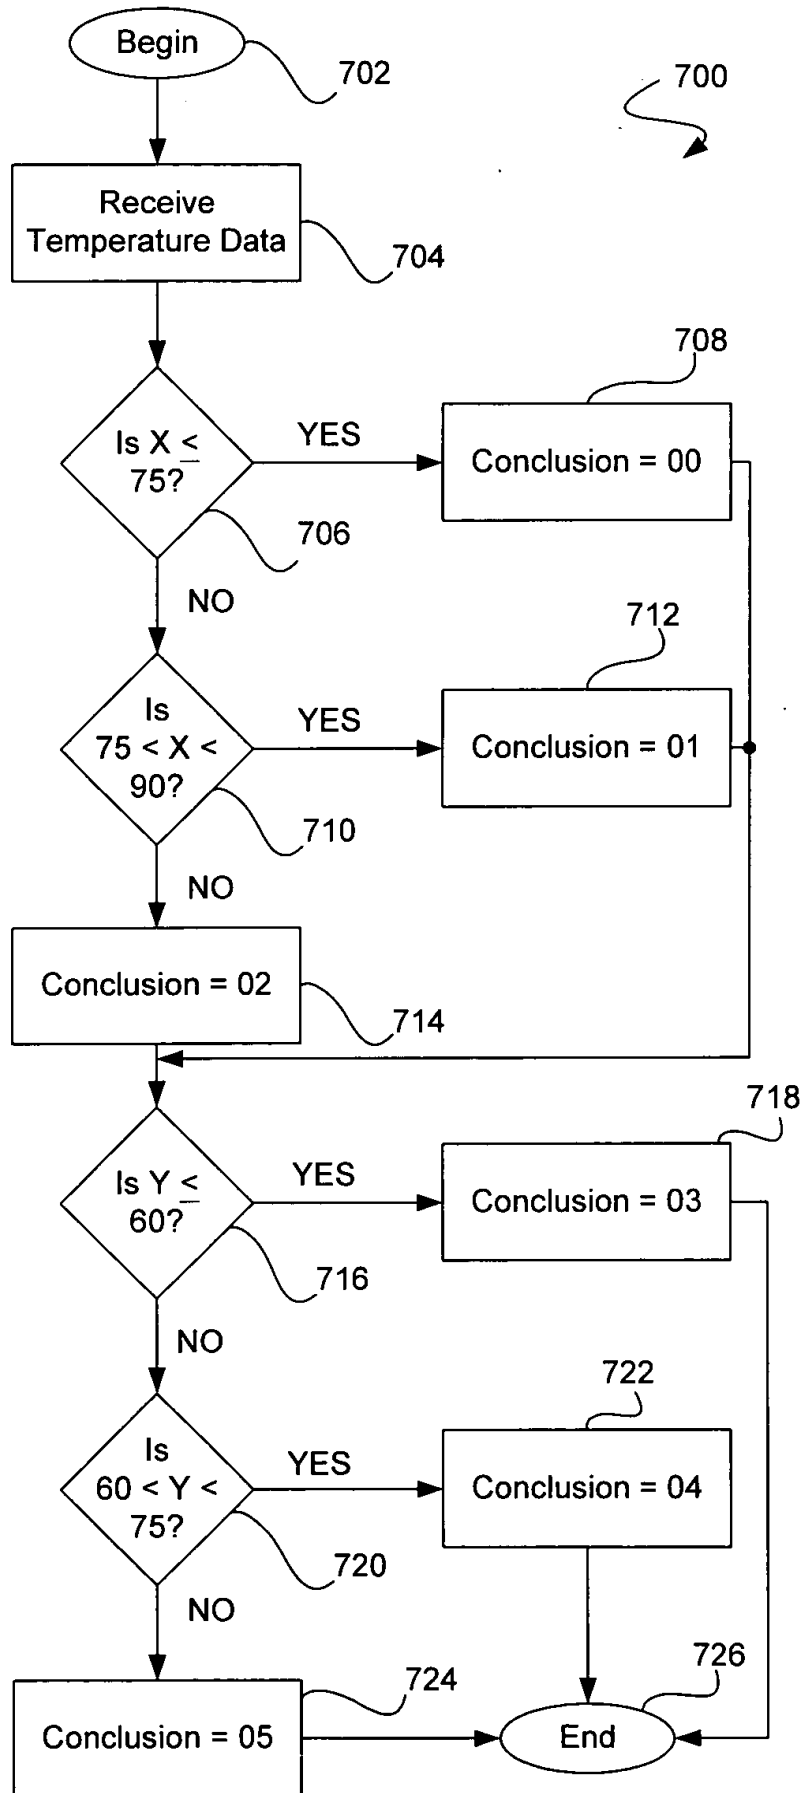 Begin
702
700
Receive
Temperature Data
704
708
Is X ≤
75?
YES
Conclusion = 00
706
NO
712
Is
75 < X <
90?
YES
Conclusion = 01
710
NO
Conclusion = 02
714
718
Is Y ≤
60?
YES
Conclusion = 03
716
NO
722
Is
60 < Y <
75?
YES
Conclusion = 04
720
NO
724
726
Conclusion = 05
End